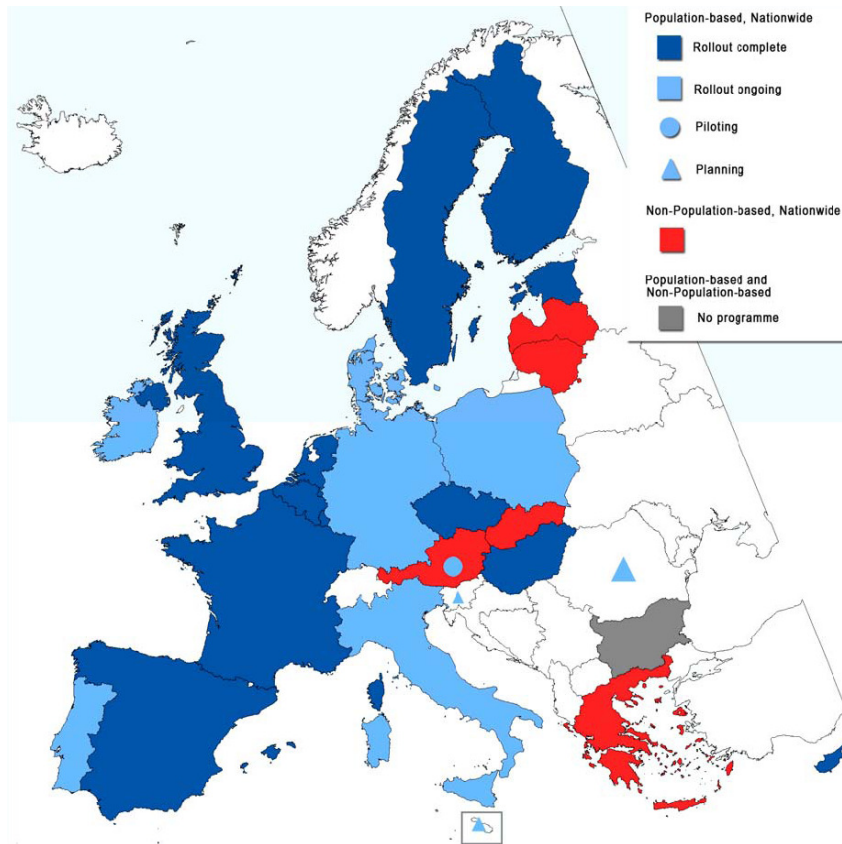 Population-based, Nationwide
Rollout complete
Rollout ongoing
Piloting
Planning
Non-Population-based, Nationwide
Population-based and
Non-Population-based
No programme